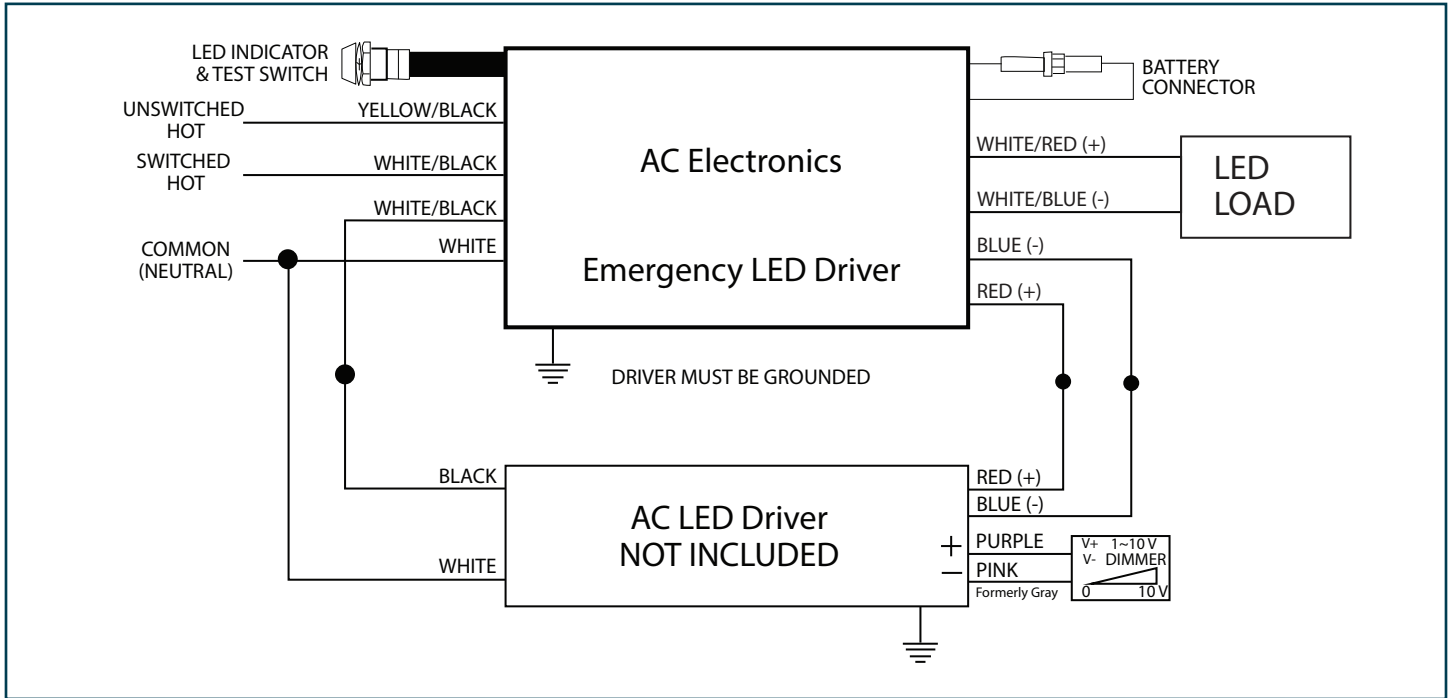 LED INDICATOR
& TEST SWITCH
BATTERY
CONNECTOR
UNSWITCHED
HOT
YELLOW/BLACK
SWITCHED
HOT
WHITE/BLACK
WHITE/BLACK
COMMON
(NEUTRAL)
WHITE
AC Electronics
Emergency LED Driver
WHITE/RED (+)
WHITE/BLUE (-)
LED
LOAD
BLUE (-)
RED (+)
DRIVER MUST BE GROUNDED
BLACK
WHITE
AC LED Driver
NOT INCLUDED
RED (+)
BLUE (-)
+ PURPLE
− PINK
Formerly Gray
V+ 1~10 V
V- DIMMER
0 10 V